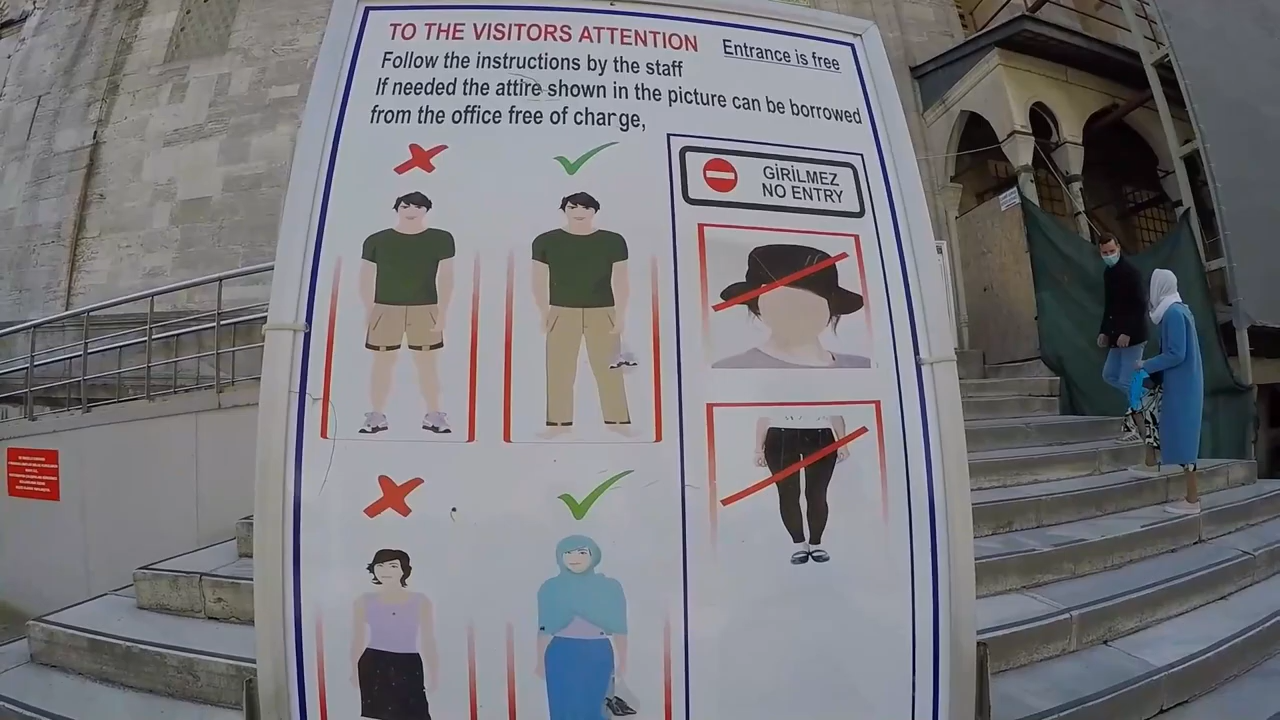 TO THE VISITORS ATTENTION
Entrance is free
Follow the instructions by the staff
If needed the attire shown in the picture can be borrowed
from the office free of charge,
GİRİLMEZ
NO ENTRY